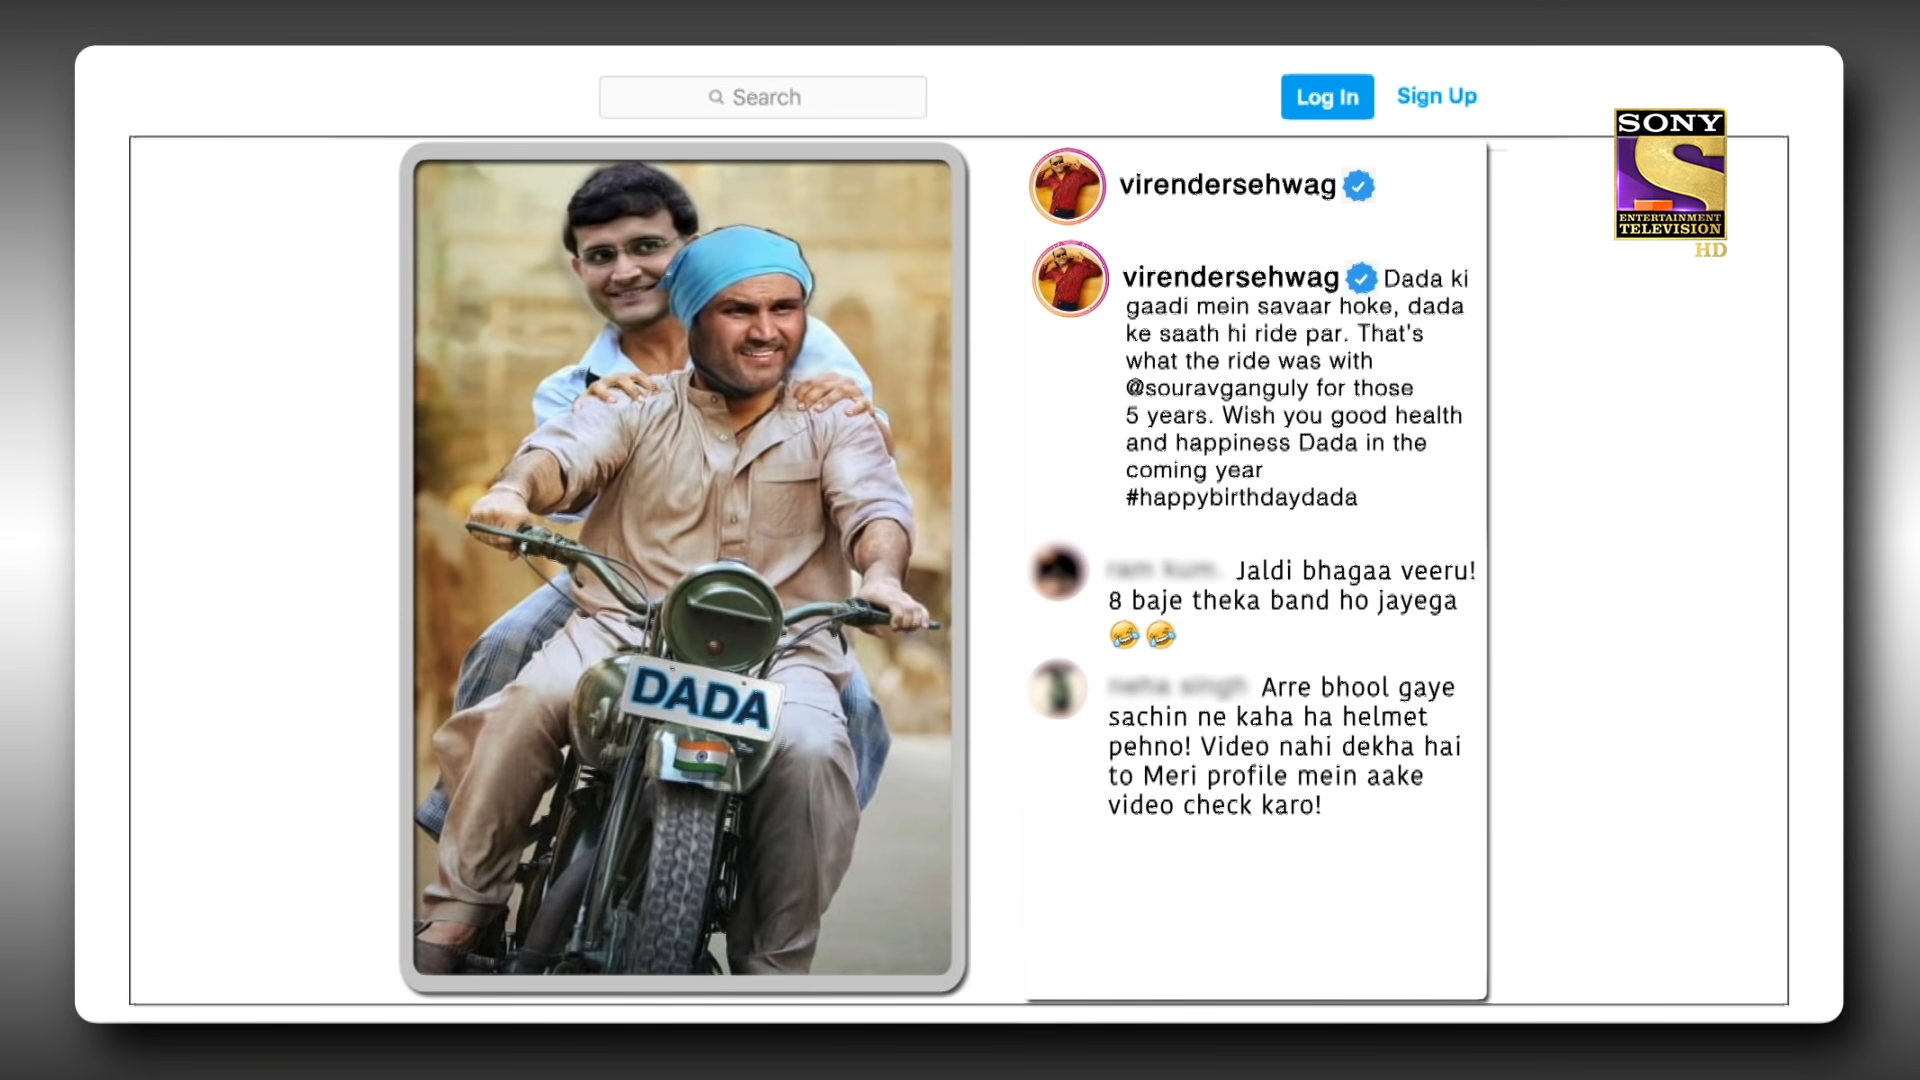 Search
Log In
Sign Up
SONY
ENTERTAINMENT
TELEVISION
HD
virendersehwag
virendersehwag Dada ki
gaadi mein savaar hoke, dada
ke saath hi ride par. That's
what the ride was with
@souravganguly for those
5 years. Wish you good health
and happiness Dada in the
coming year
#happybirthdaydada
Jaldi bhagaa veeru!
8 baje theka band ho jayega
😂😂
Arre bhool gaye
sachin ne kaha ha helmet
pehno! Video nahi dekha hai
to Meri profile mein aake
video check karo!
DADA